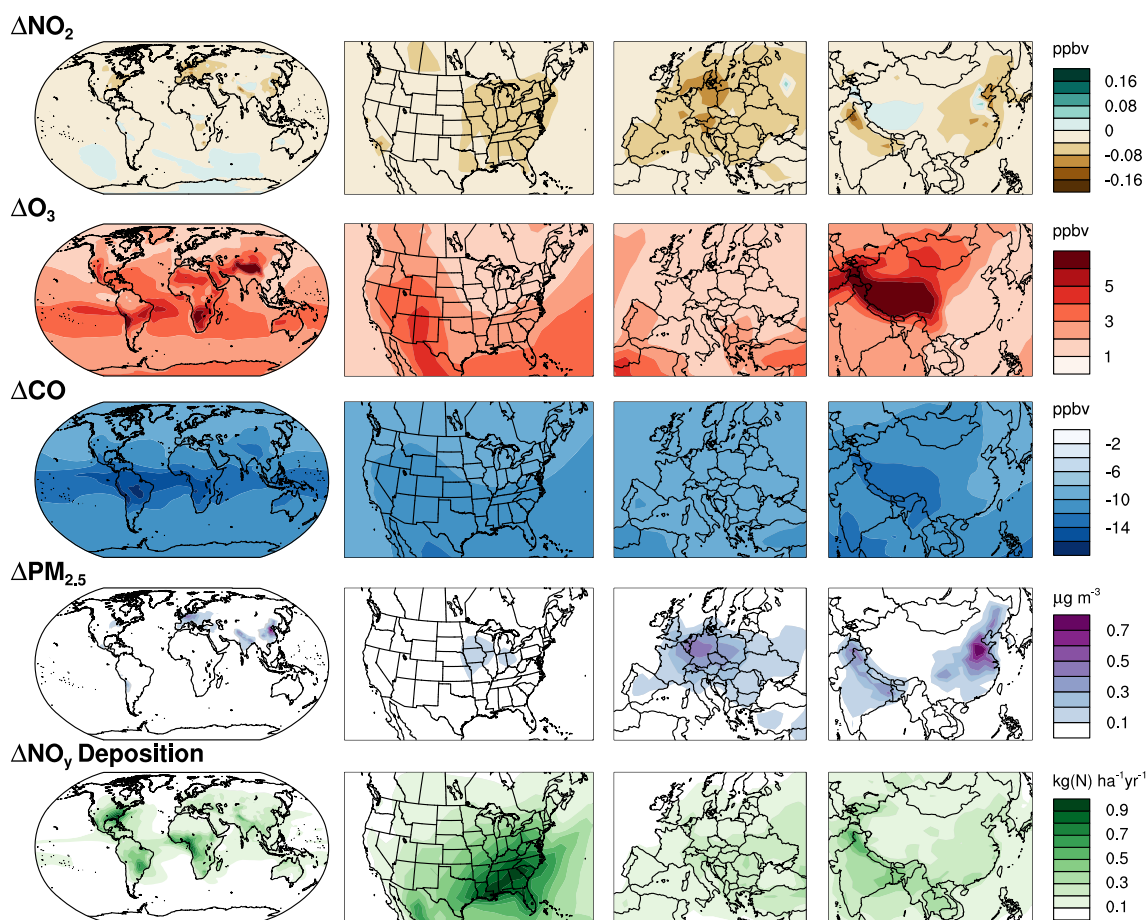 ΔNO₂
ppbv
0.16
0.08
0
-0.08
-0.16
ΔO₃
ppbv
5
3
1
ΔCO
ppbv
-2
-6
-10
-14
ΔPM₂.₅
μg m⁻³
0.7
0.5
0.3
0.1
ΔNOᵧ Deposition
kg(N) ha⁻¹yr⁻¹
0.9
0.7
0.5
0.3
0.1